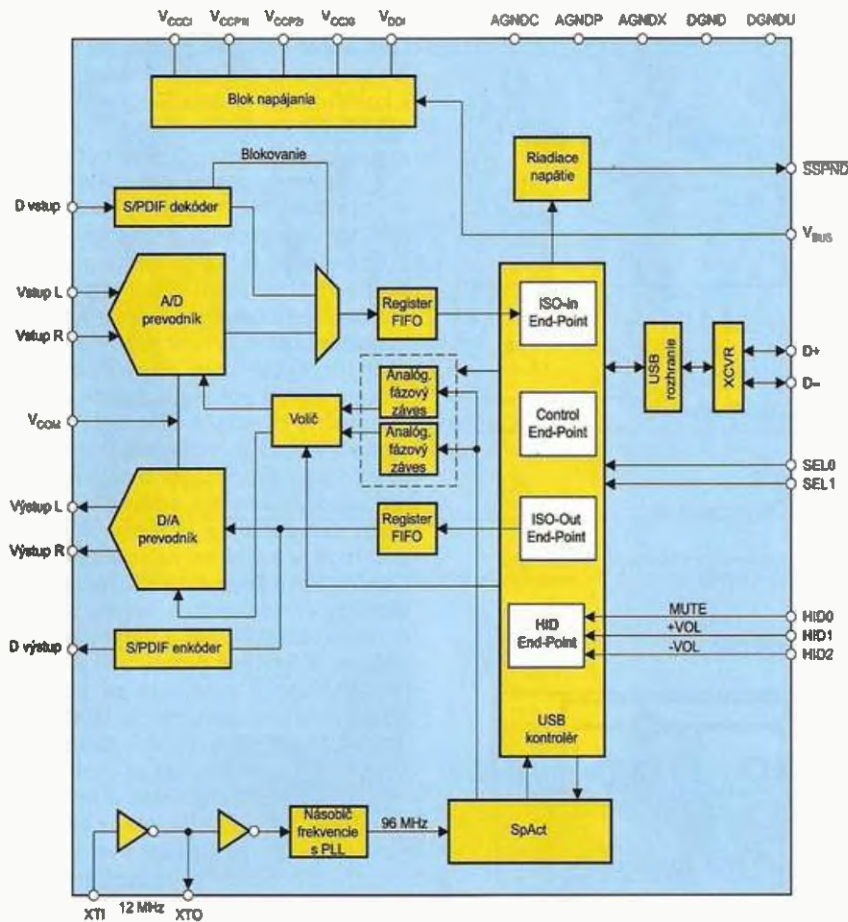 VCCCI VCCP1I VCCP2I VCCXI VDDI AGNDC AGNDP AGNDX DGND DGNDU
Blok napájania
Blokovanie
Riadiace
napätie
SSPND
D vstup
S/PDIF dekóder
VBUS
Vstup L
A/D
prevodník
Vstup R
Register
FIFO
ISO-in
End-Point
USB
rozhranie
XCVR
D+
D–
Analóg.
fázový
záves
Volič
Analóg.
fázový
záves
Control
End-Point
VCOM
SEL0
SEL1
Výstup L
D/A
prevodník
Výstup R
Register
FIFO
ISO-Out
End-Point
HID
End-Point
MUTE
HID0
+VOL
HID1
-VOL
HID2
D výstup
S/PDIF enkóder
USB
kontrolér
Násobič
frekvencie
s PLL
96 MHz
SpAct
XTI
12 MHz
XTO